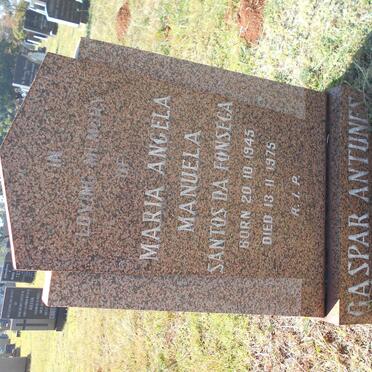 IN
LOVING MEMORY
OF
MARIA ANGELA
MANUELA
SANTOS DA FONSECA
BORN 20·10·1945
DIED 13·11·1975
R.I.P.
GASPAR ANTUNES